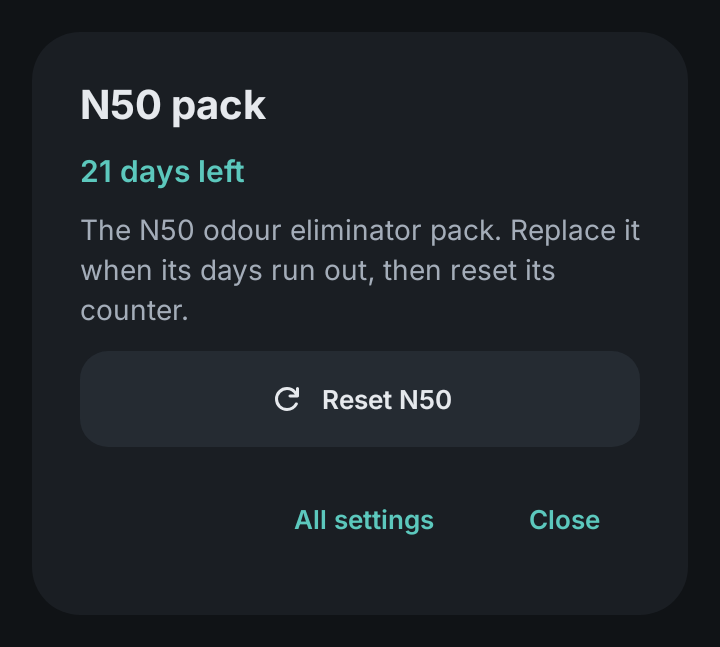 N50 pack
21 days left
The N50 odour eliminator pack. Replace it
when its days run out, then reset its
counter.
Reset N50
All settings
Close